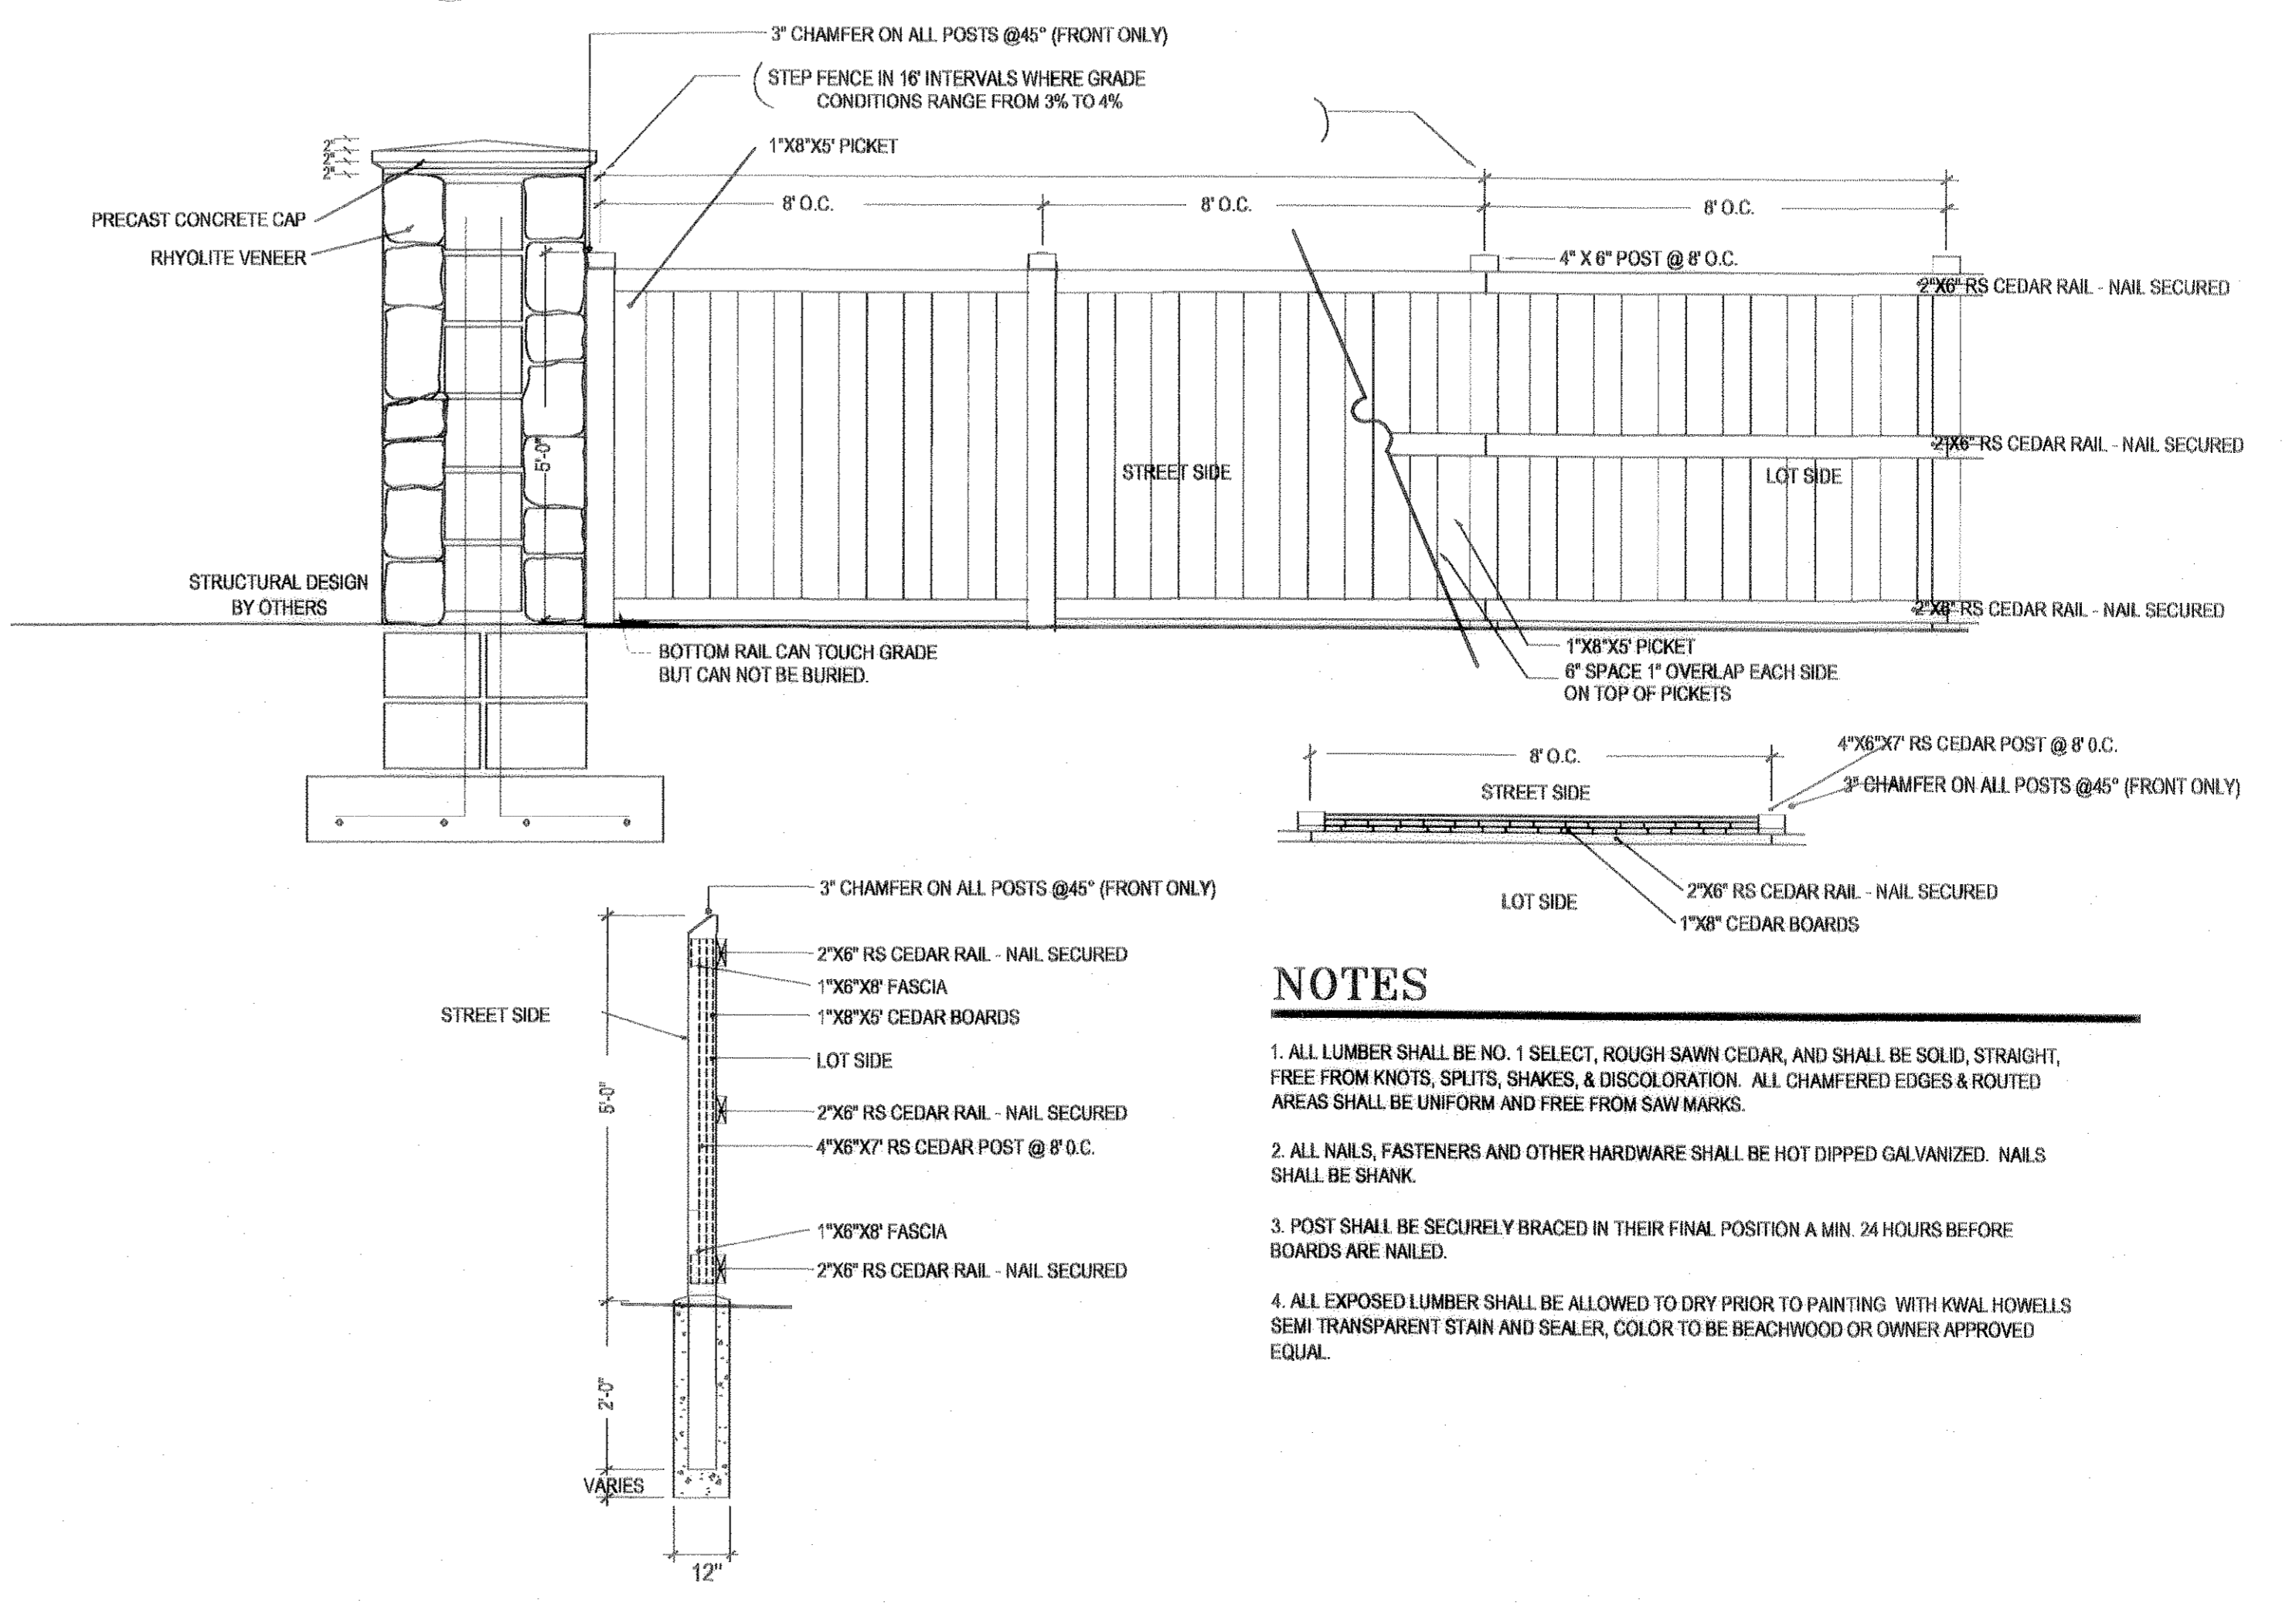 3" CHAMFER ON ALL POSTS @45° (FRONT ONLY)
STEP FENCE IN 16' INTERVALS WHERE GRADE
CONDITIONS RANGE FROM 3% TO 4%
1"X8"X5' PICKET
2"
2"
2"
PRECAST CONCRETE CAP
RHYOLITE VENEER
8' O.C.
8' O.C.
8' O.C.
4" X 6" POST @ 8' O.C.
2"X6" RS CEDAR RAIL - NAIL SECURED
5'-0"
STREET SIDE
2"X6" RS CEDAR RAIL - NAIL SECURED
LOT SIDE
STRUCTURAL DESIGN
BY OTHERS
2"X6" RS CEDAR RAIL - NAIL SECURED
BOTTOM RAIL CAN TOUCH GRADE
BUT CAN NOT BE BURIED.
1"X8"X5' PICKET
6" SPACE 1" OVERLAP EACH SIDE
ON TOP OF PICKETS
8' O.C.
4"X6"X7' RS CEDAR POST @ 8' O.C.
STREET SIDE
3" CHAMFER ON ALL POSTS @45° (FRONT ONLY)
LOT SIDE
2"X6" RS CEDAR RAIL - NAIL SECURED
1"X8" CEDAR BOARDS
3" CHAMFER ON ALL POSTS @45° (FRONT ONLY)
2"X6" RS CEDAR RAIL - NAIL SECURED
1"X6"X8' FASCIA
STREET SIDE
1"X8"X5' CEDAR BOARDS
LOT SIDE
5'-0"
2"X6" RS CEDAR RAIL - NAIL SECURED
4"X6"X7' RS CEDAR POST @ 8' O.C.
1"X6"X8' FASCIA
2"X6" RS CEDAR RAIL - NAIL SECURED
2'-0"
VARIES
12"
NOTES
1. ALL LUMBER SHALL BE NO. 1 SELECT, ROUGH SAWN CEDAR, AND SHALL BE SOLID, STRAIGHT,
FREE FROM KNOTS, SPLITS, SHAKES, & DISCOLORATION. ALL CHAMFERED EDGES & ROUTED
AREAS SHALL BE UNIFORM AND FREE FROM SAW MARKS.
2. ALL NAILS, FASTENERS AND OTHER HARDWARE SHALL BE HOT DIPPED GALVANIZED. NAILS
SHALL BE SHANK.
3. POST SHALL BE SECURELY BRACED IN THEIR FINAL POSITION A MIN. 24 HOURS BEFORE
BOARDS ARE NAILED.
4. ALL EXPOSED LUMBER SHALL BE ALLOWED TO DRY PRIOR TO PAINTING WITH KWAL HOWELLS
SEMI TRANSPARENT STAIN AND SEALER, COLOR TO BE BEACHWOOD OR OWNER APPROVED
EQUAL.